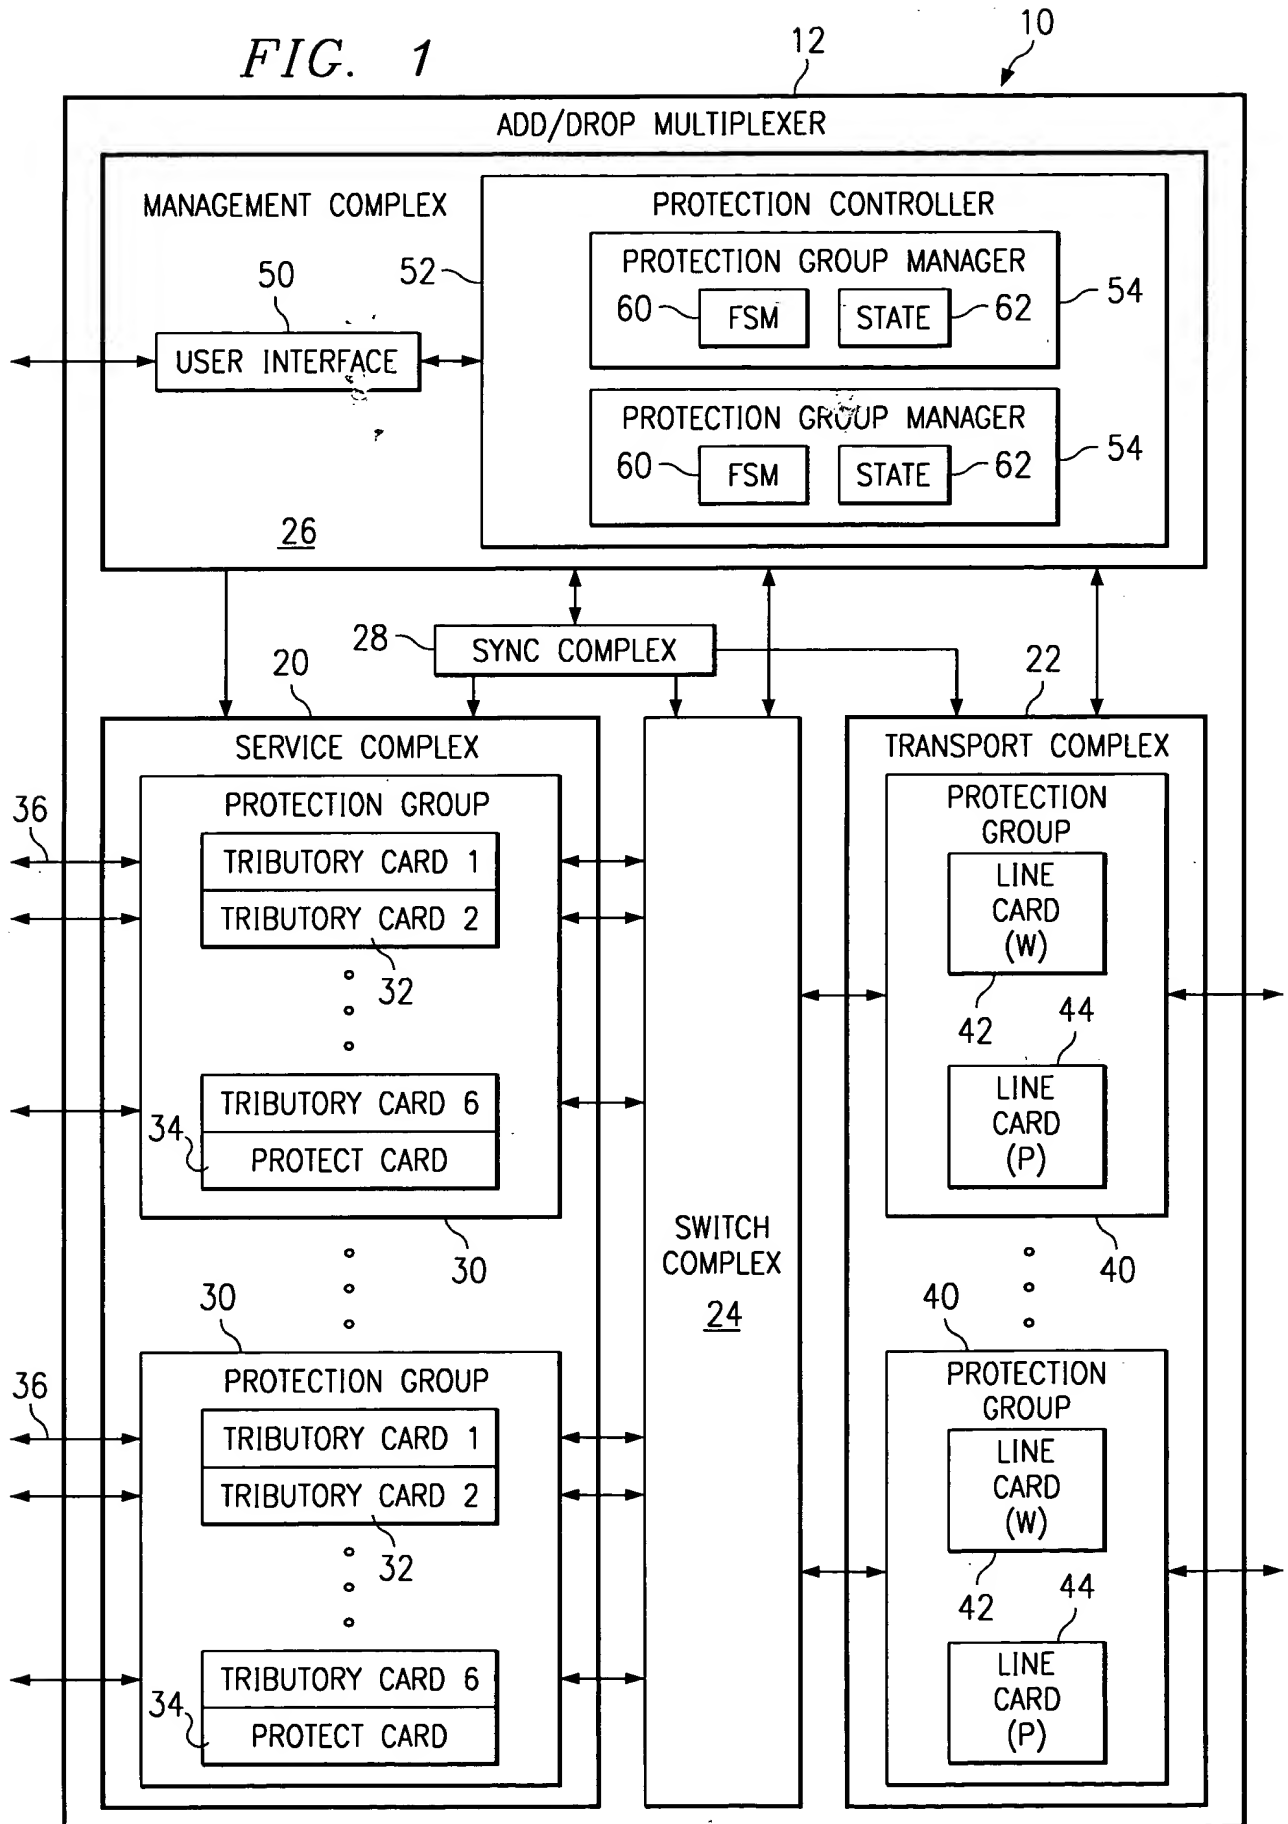 FIG. 1
10
12
ADD/DROP MULTIPLEXER
MANAGEMENT COMPLEX
PROTECTION CONTROLLER
50
52
PROTECTION GROUP MANAGER
54
60
FSM
STATE
62
USER INTERFACE
PROTECTION GROUP MANAGER
54
60
FSM
STATE
62
26
28
SYNC COMPLEX
20
22
SERVICE COMPLEX
TRANSPORT COMPLEX
PROTECTION GROUP
36
TRIBUTORY CARD 1
TRIBUTORY CARD 2
32
TRIBUTORY CARD 6
34
PROTECT CARD
30
30
PROTECTION GROUP
36
TRIBUTORY CARD 1
TRIBUTORY CARD 2
32
TRIBUTORY CARD 6
34
PROTECT CARD
SWITCH
COMPLEX
24
PROTECTION
GROUP
LINE
CARD
(W)
42
44
LINE
CARD
(P)
40
40
PROTECTION
GROUP
LINE
CARD
(W)
42
44
LINE
CARD
(P)